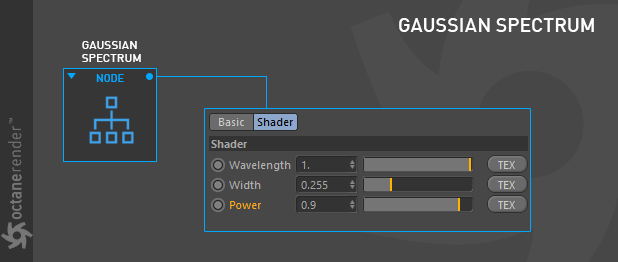 GAUSSIAN SPECTRUM
GAUSSIAN
SPECTRUM
NODE
Basic Shader
Shader
Wavelength 1. TEX
Width 0.255 TEX
Power 0.9 TEX
octanerender™